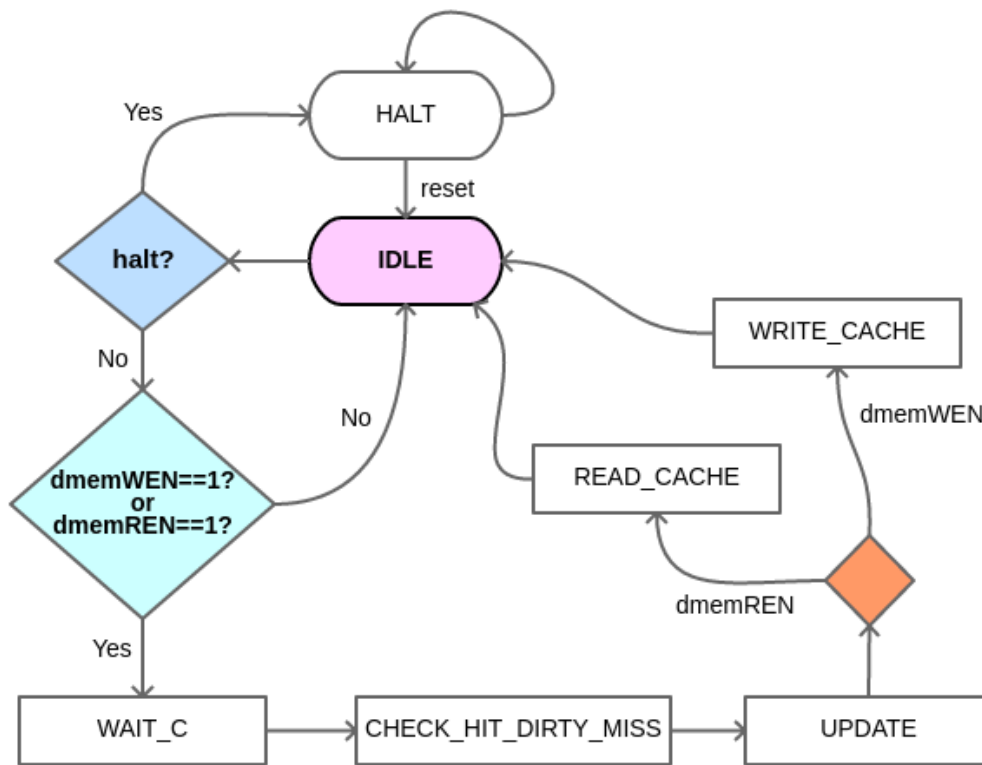 HALT
Yes
reset
halt?
IDLE
No
WRITE_CACHE
dmemWEN
No
dmemWEN==1?
or
dmemREN==1?
READ_CACHE
dmemREN
Yes
WAIT_C
CHECK_HIT_DIRTY_MISS
UPDATE